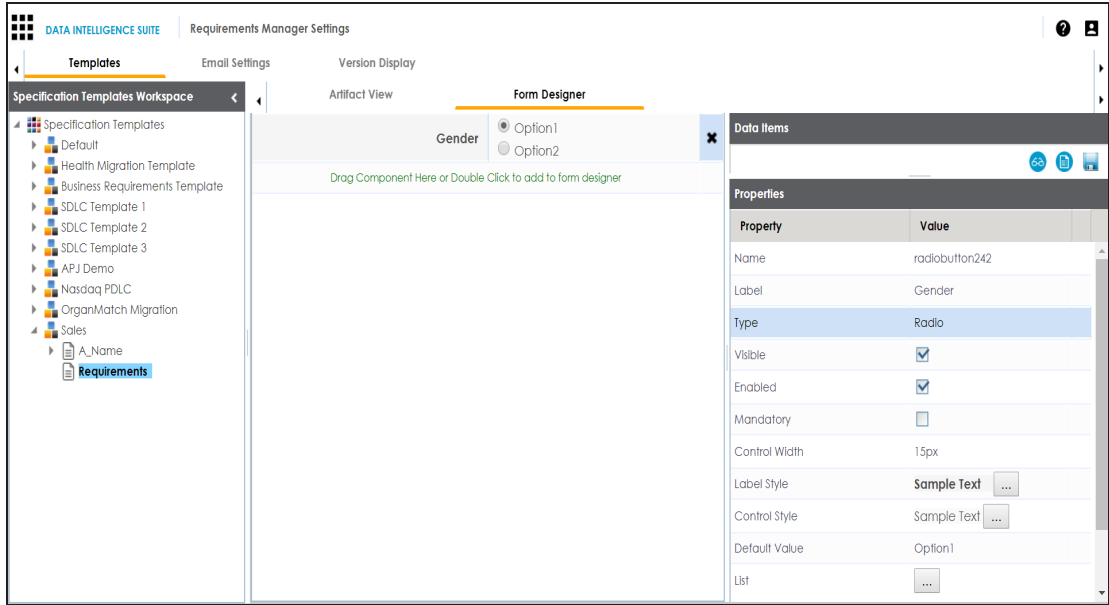 DATA INTELLIGENCE SUITE
Requirements Manager Settings
Templates
Email Settings
Version Display
Specification Templates Workspace
Artifact View
Form Designer
Specification Templates
Default
Health Migration Template
Business Requirements Template
SDLC Template 1
SDLC Template 2
SDLC Template 3
APJ Demo
Nasdaq PDLC
OrganMatch Migration
Sales
A_Name
Requirements
Gender
Option1
Option2
Drag Component Here or Double Click to add to form designer
Data Items
Properties
Property Value
Name radiobutton242
Label Gender
Type Radio
Visible
Enabled
Mandatory
Control Width 15px
Label Style Sample Text ...
Control Style Sample Text ...
Default Value Option1
List ...